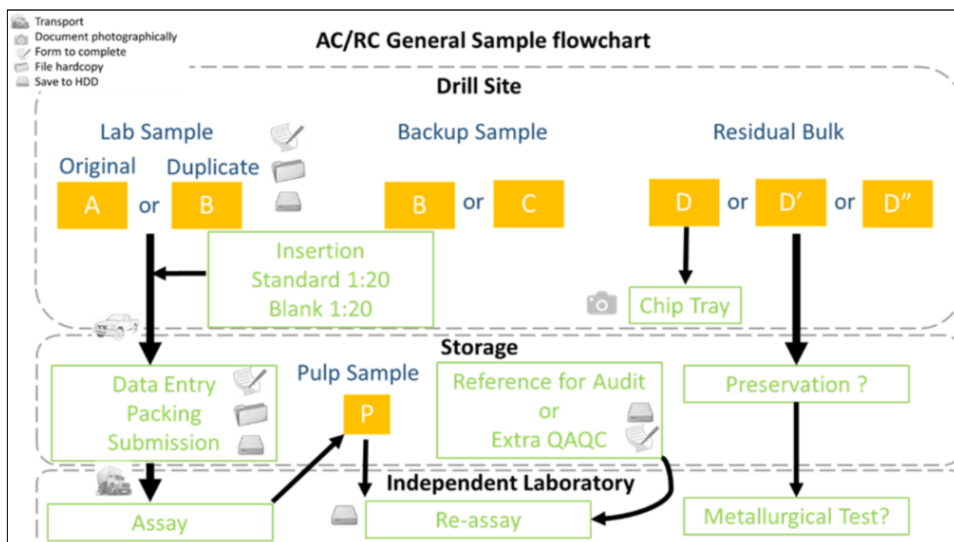 Transport
Document photographically
Form to complete
File hardcopy
Save to HDD
AC/RC General Sample flowchart
Drill Site
Lab Sample
Backup Sample
Residual Bulk
Original
Duplicate
A or B
B or C
D or D' or D"
Insertion
Standard 1:20
Blank 1:20
Chip Tray
Storage
Data Entry
Packing
Submission
Pulp Sample
P
Reference for Audit
or
Extra QAQC
Preservation ?
Independent Laboratory
Assay
Re-assay
Metallurgical Test?